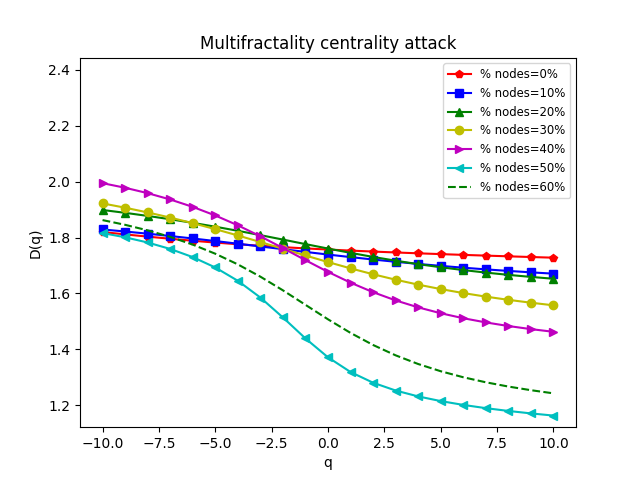 Multifractality centrality attack
D(q)
2.4
2.2
2.0
1.8
1.6
1.4
1.2
% nodes=0%
% nodes=10%
% nodes=20%
% nodes=30%
% nodes=40%
% nodes=50%
% nodes=60%
−10.0 −7.5 −5.0 −2.5 0.0 2.5 5.0 7.5 10.0
q